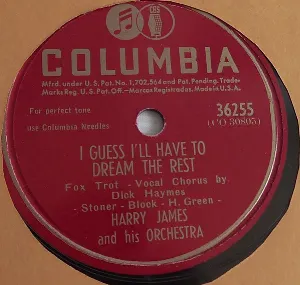 COLUMBIA
Mfrd. under U.S. Pat. No. 1,702,564 and Pat. Pending. Trade-
Marks Reg. U.S. Pat. Off.-Marcas Registradas. Made in U.S.A.
For perfect tone
use Columbia Needles
36255
(CO 30805)
I GUESS I'LL HAVE TO
DREAM THE REST
Fox Trot - Vocal Chorus by
Dick Haymes
- Stoner - Block - H. Green -
HARRY JAMES
and his ORCHESTRA